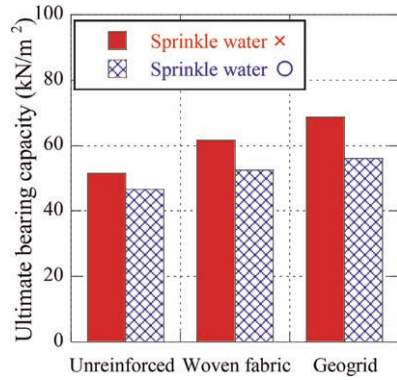 Ultimate bearing capacity (kN/m²)
100
80
60
40
20
0
Sprinkle water ×
Sprinkle water ○
Unreinforced Woven fabric Geogrid